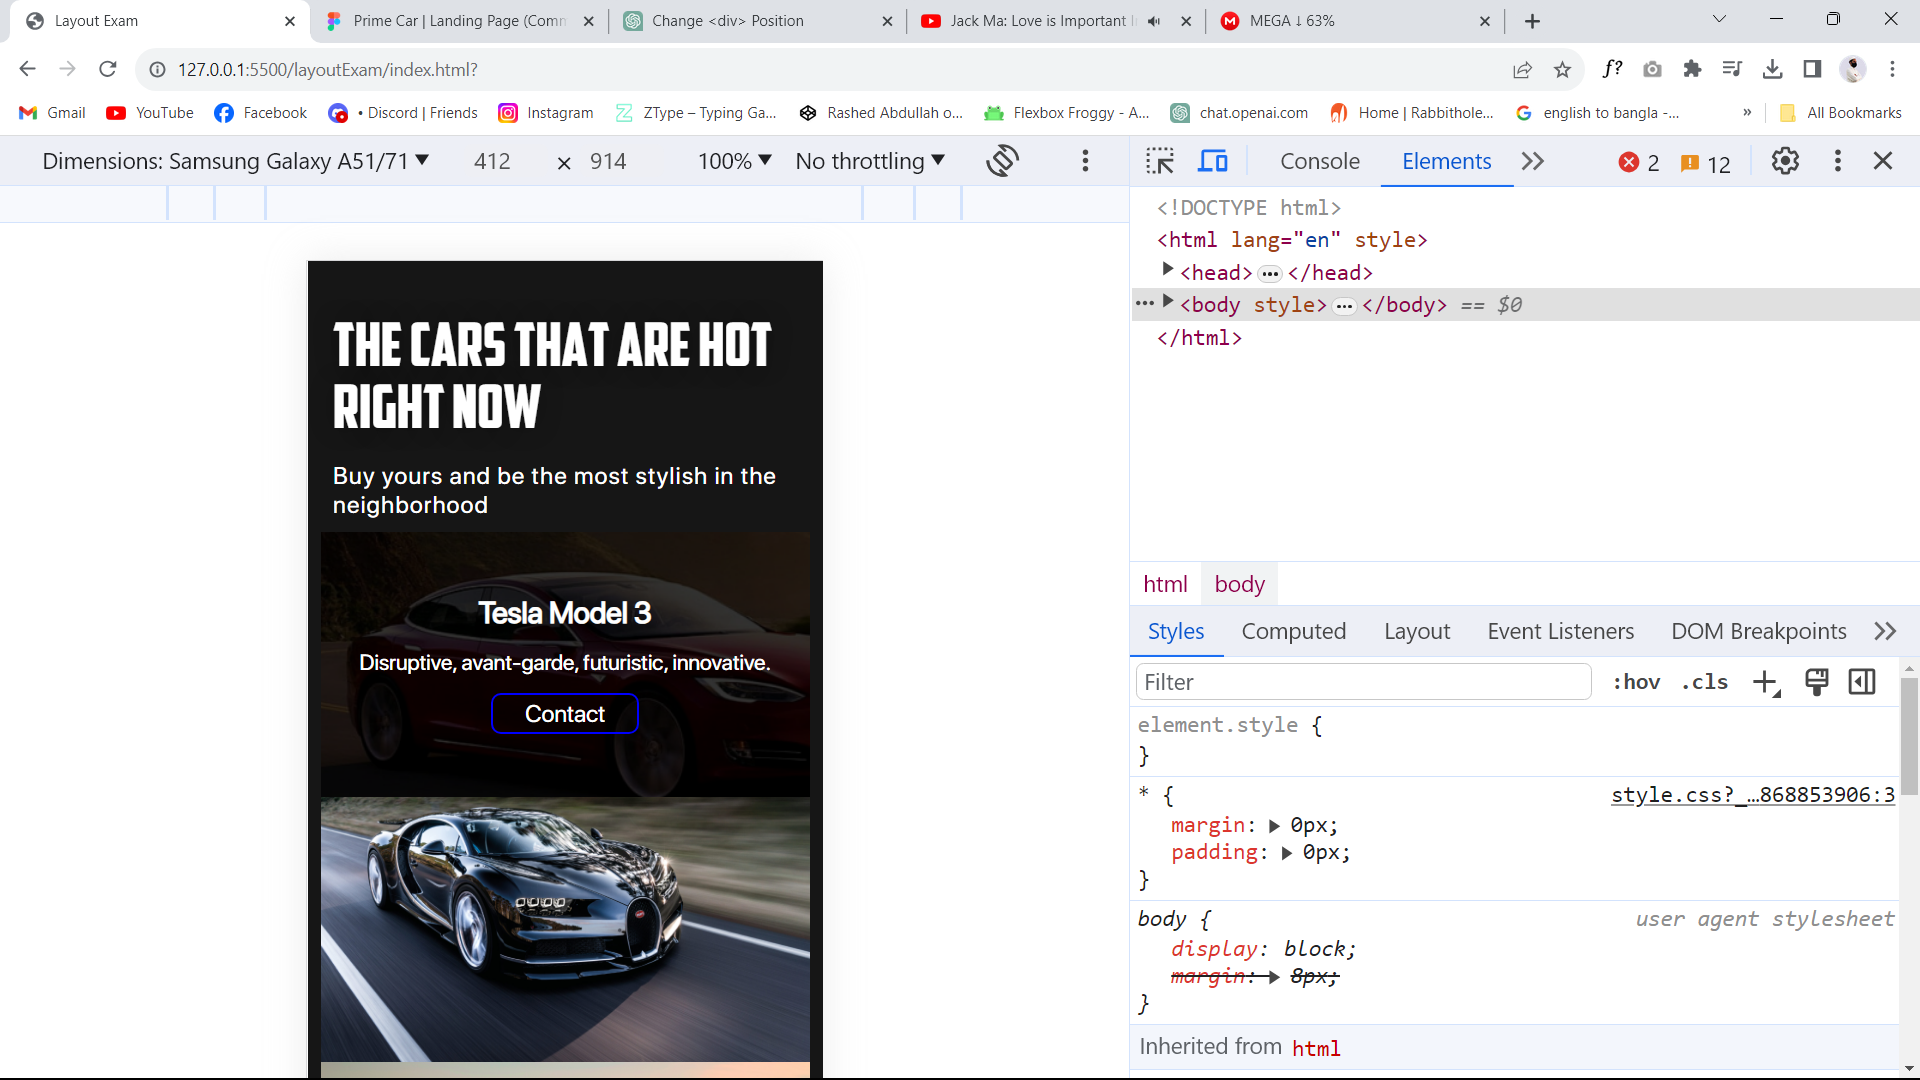 Layout Exam
Prime Car | Landing Page (Comm
Change <div> Position
Jack Ma: Love is Important I
MEGA ↓ 63%
127.0.0.1:5500/layoutExam/index.html?
f?
Gmail
YouTube
Facebook
• Discord | Friends
Instagram
ZType – Typing Ga...
Rashed Abdullah o...
Flexbox Froggy - A...
chat.openai.com
Home | Rabbithole...
english to bangla -...
»
All Bookmarks
Dimensions: Samsung Galaxy A51/71
412 × 914
100%
No throttling
THE CARS THAT ARE HOT
RIGHT NOW
Buy yours and be the most stylish in the
neighborhood
Tesla Model 3
Disruptive, avant-garde, futuristic, innovative.
Contact
Console
Elements
2
12
<!DOCTYPE html>
<html lang="en" style>
<head>…</head>
<body style>…</body> == $0
</html>
html body
Styles
Computed
Layout
Event Listeners
DOM Breakpoints
Filter
:hov .cls
element.style {
}
* {
style.css?_…868853906:3
margin: 0px;
padding: 0px;
}
body {
user agent stylesheet
display: block;
margin: 8px;
}
Inherited from html